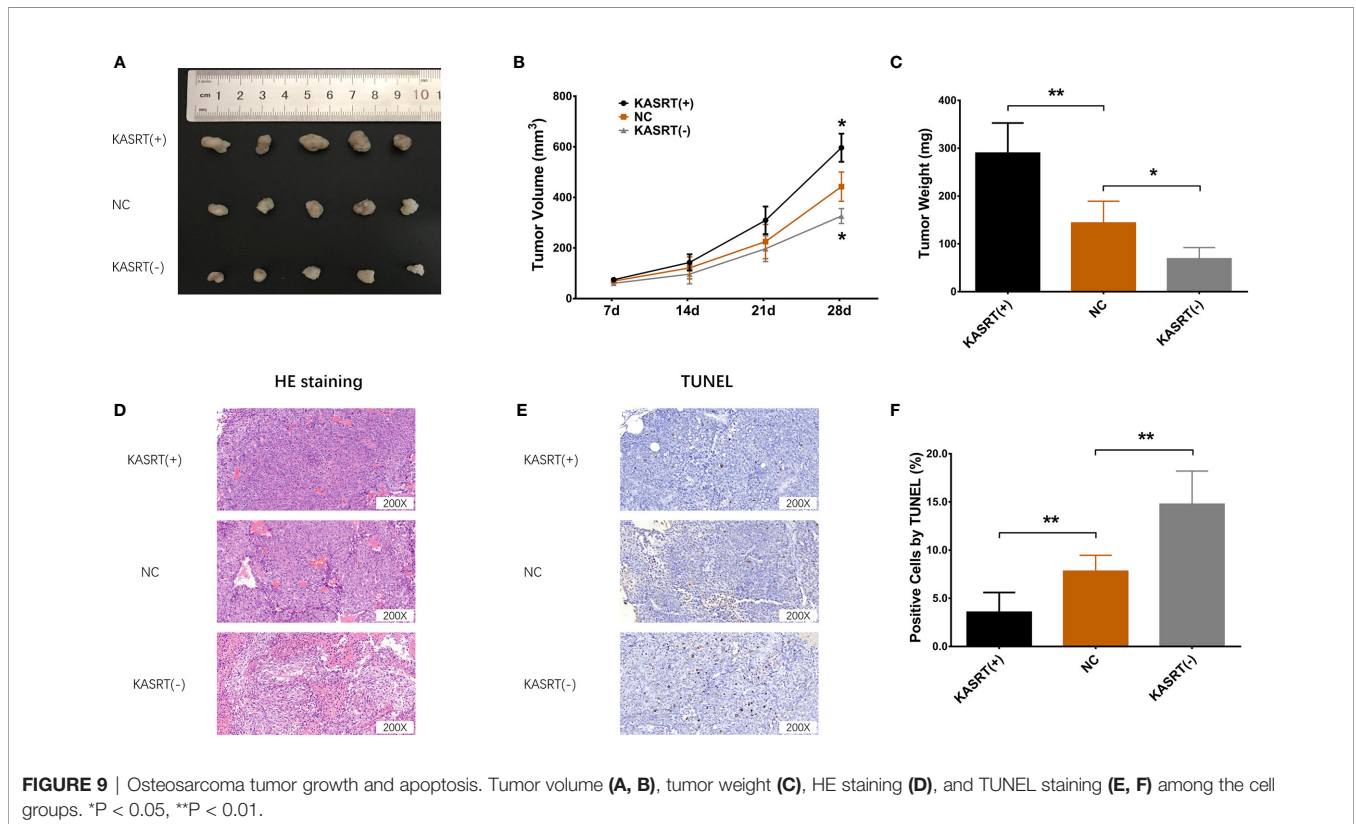 A
cm 1 2 3 4 5 6 7 8 9 10 1
KASRT(+)
NC
KASRT(-)
B
Tumor Volume (mm³)
800
600
400
200
0
KASRT(+)
NC
KASRT(-)
*
*
7d 14d 21d 28d
C
Tumor Weight (mg)
400
300
200
100
0
**
*
KASRT(+) NC KASRT(-)
HE staining
D
KASRT(+)
200X
NC
200X
KASRT(-)
200X
TUNEL
E
KASRT(+)
200X
NC
200X
KASRT(-)
200X
F
Positive Cells by TUNEL (%)
20.0
15.0
10.0
5.0
0.0
**
**
KASRT(+) NC KASRT(-)
FIGURE 9 | Osteosarcoma tumor growth and apoptosis. Tumor volume (A, B), tumor weight (C), HE staining (D), and TUNEL staining (E, F) among the cell
groups. *P < 0.05, **P < 0.01.